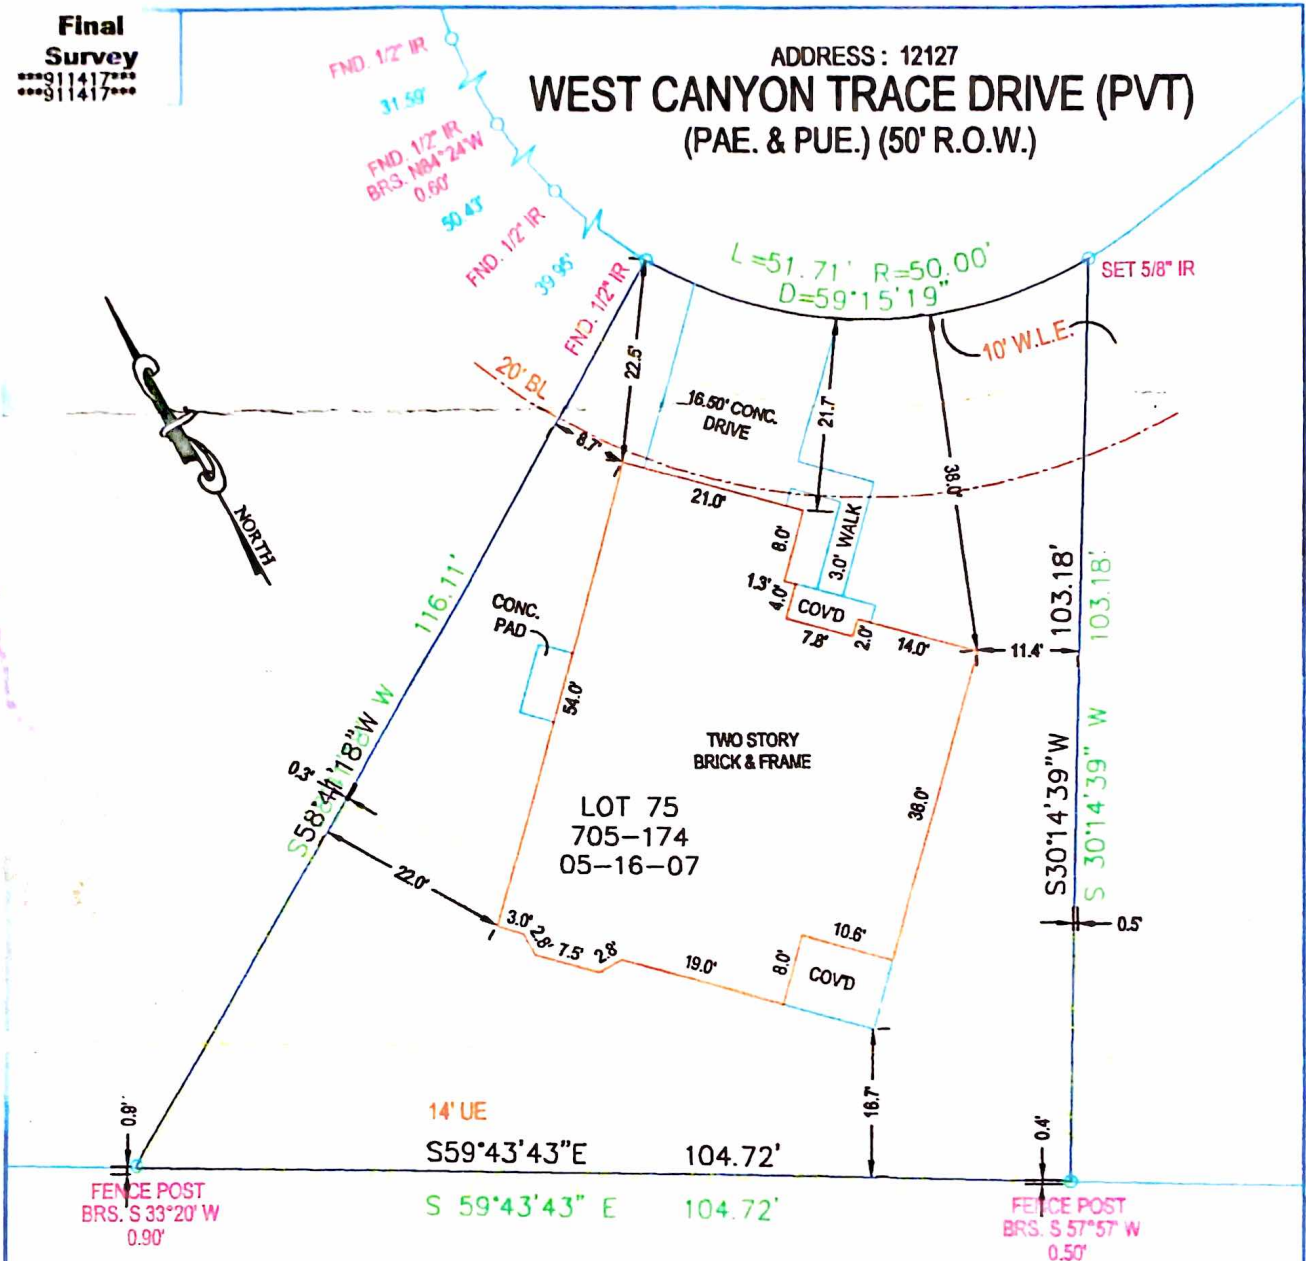 Final
Survey
***911417***
***911417***
ADDRESS : 12127
WEST CANYON TRACE DRIVE (PVT)
(PAE. & PUE.) (50' R.O.W.)
FND. 1/2" IR
31.59'
FND. 1/2" IR
BRS. N84°24'W
0.60'
50.43'
FND. 1/2" IR
39.95'
FND. 1/2" IR
L=51.71' R=50.00'
D=59°15'19"
SET 5/8" IR
10' W.L.E.
20' BL
22.5'
16.50' CONC.
DRIVE
21.7'
38.0'
8.7'
21.0'
NORTH
8.0'
3.0' WALK
1.3'
4.0'
COV'D
7.8'
2.0'
14.0'
11.4'
103.18'
103.18'
116.11'
CONC.
PAD
54.0'
TWO STORY
BRICK & FRAME
LOT 75
705-174
05-16-07
38.0'
S30°14'39"W
S 30°14'39" W
0.3'
S58°41'18"W W
22.0'
3.0'
2.8'
7.5'
2.8'
19.0'
8.0'
10.6'
COV'D
0.5'
16.7'
14' UE
0.9'
0.4'
S59°43'43"E 104.72'
S 59°43'43" E 104.72'
FENCE POST
BRS. S 33°20' W
0.90'
FENCE POST
BRS. S 57°57' W
0.50'